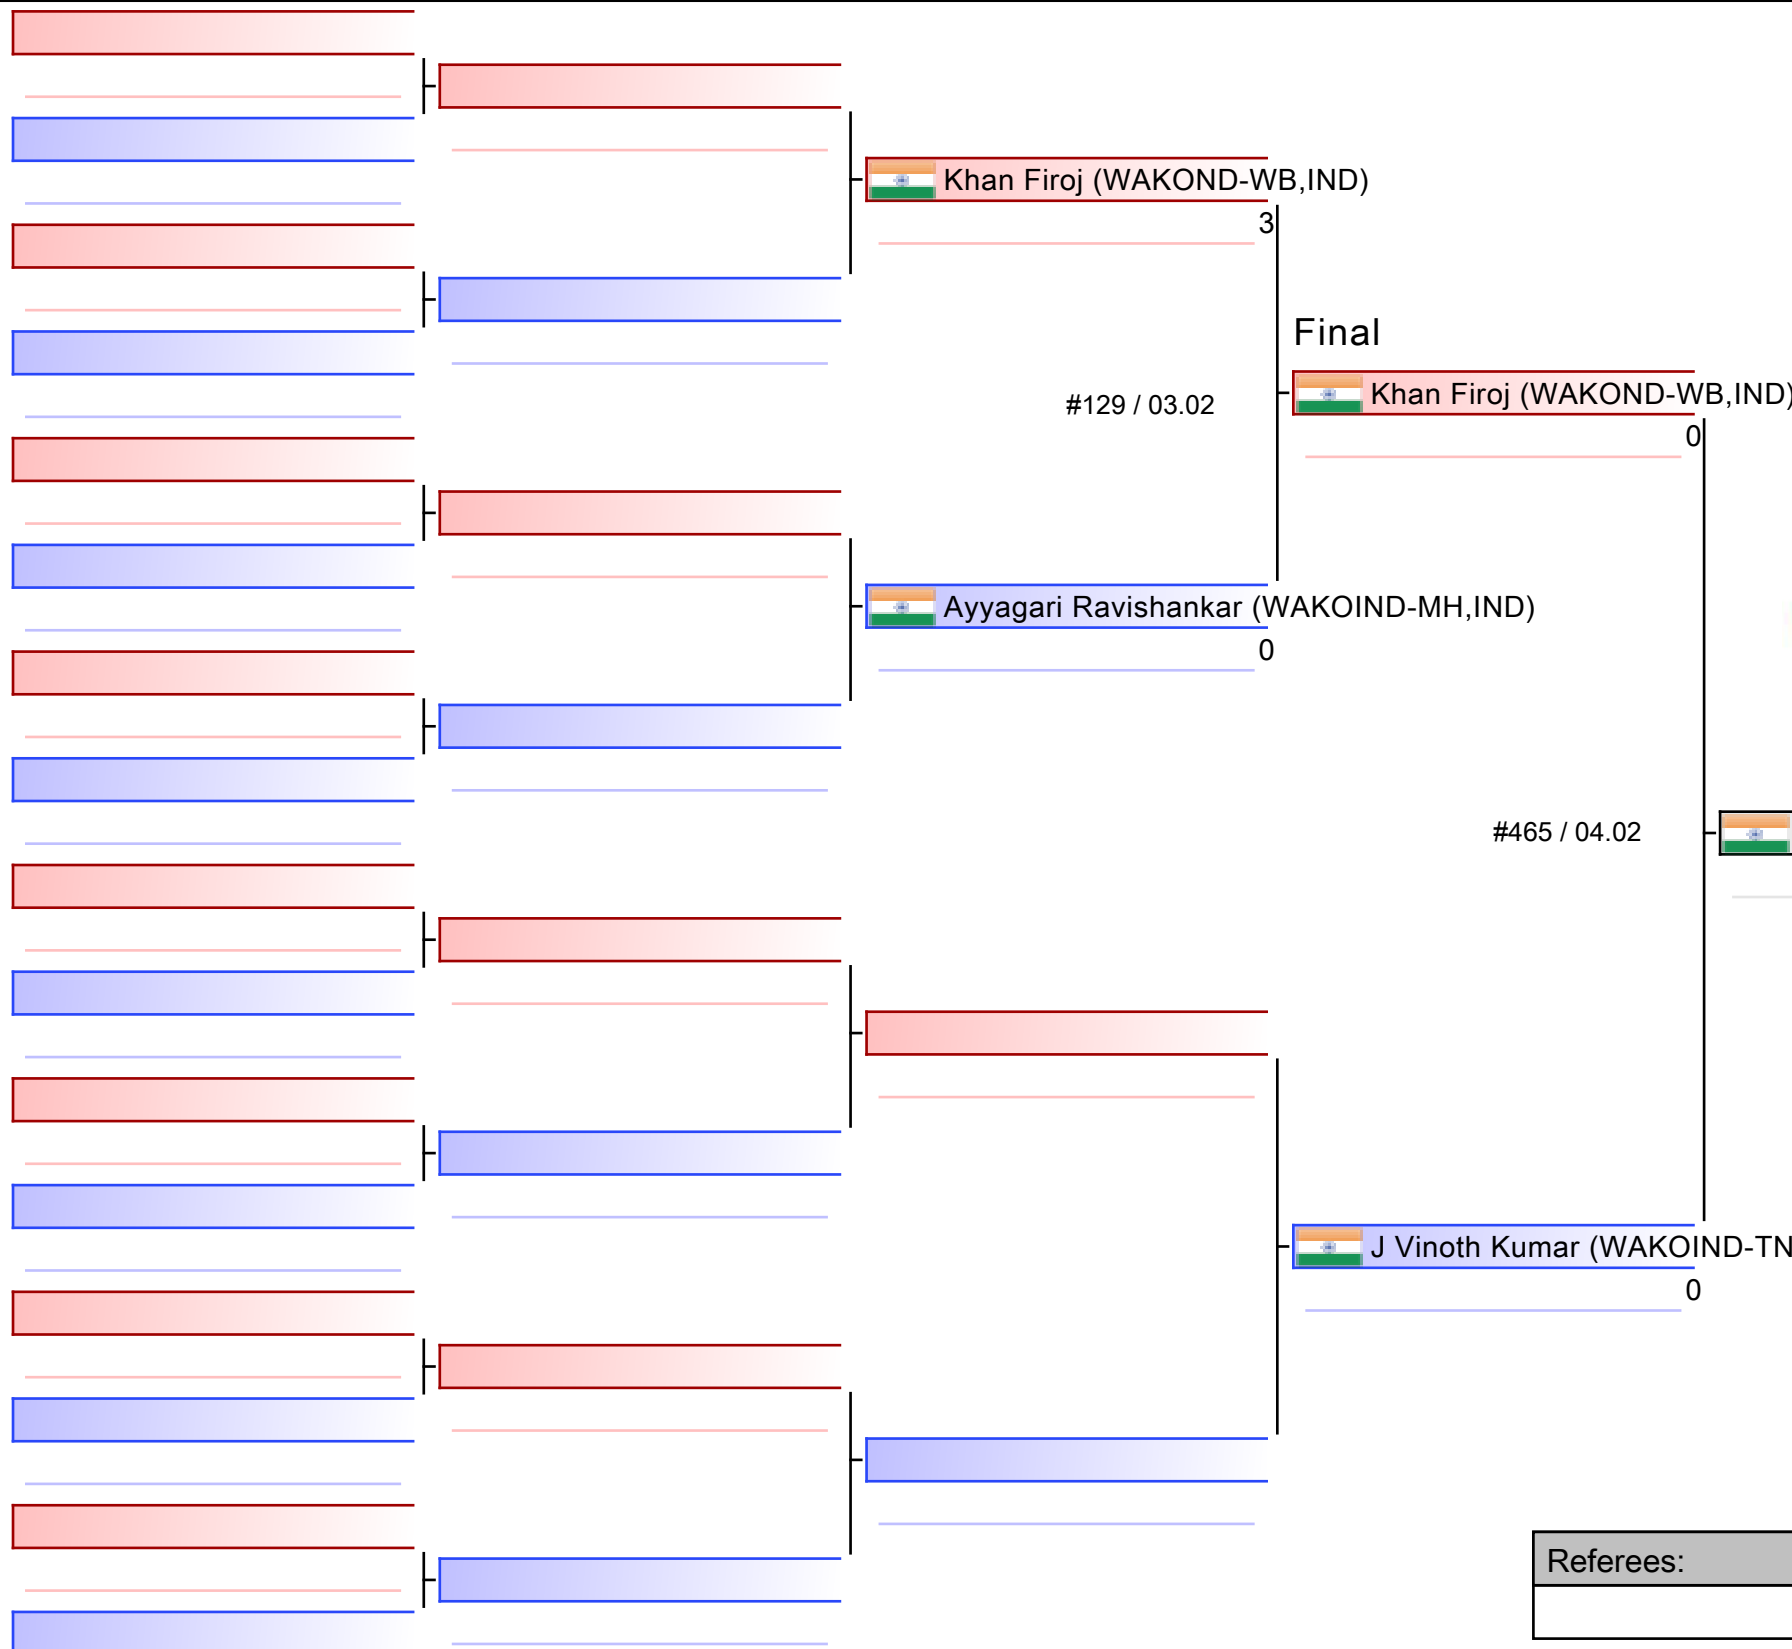 Khan Firoj (WAKOND-WB,IND)
3
Final
#129 / 03.02
Khan Firoj (WAKOND-WB,IND)
0
Ayyagari Ravishankar (WAKOIND-MH,IND)
0
#465 / 04.02
J Vinoth Kumar (WAKOIND-TN
0
Referees: